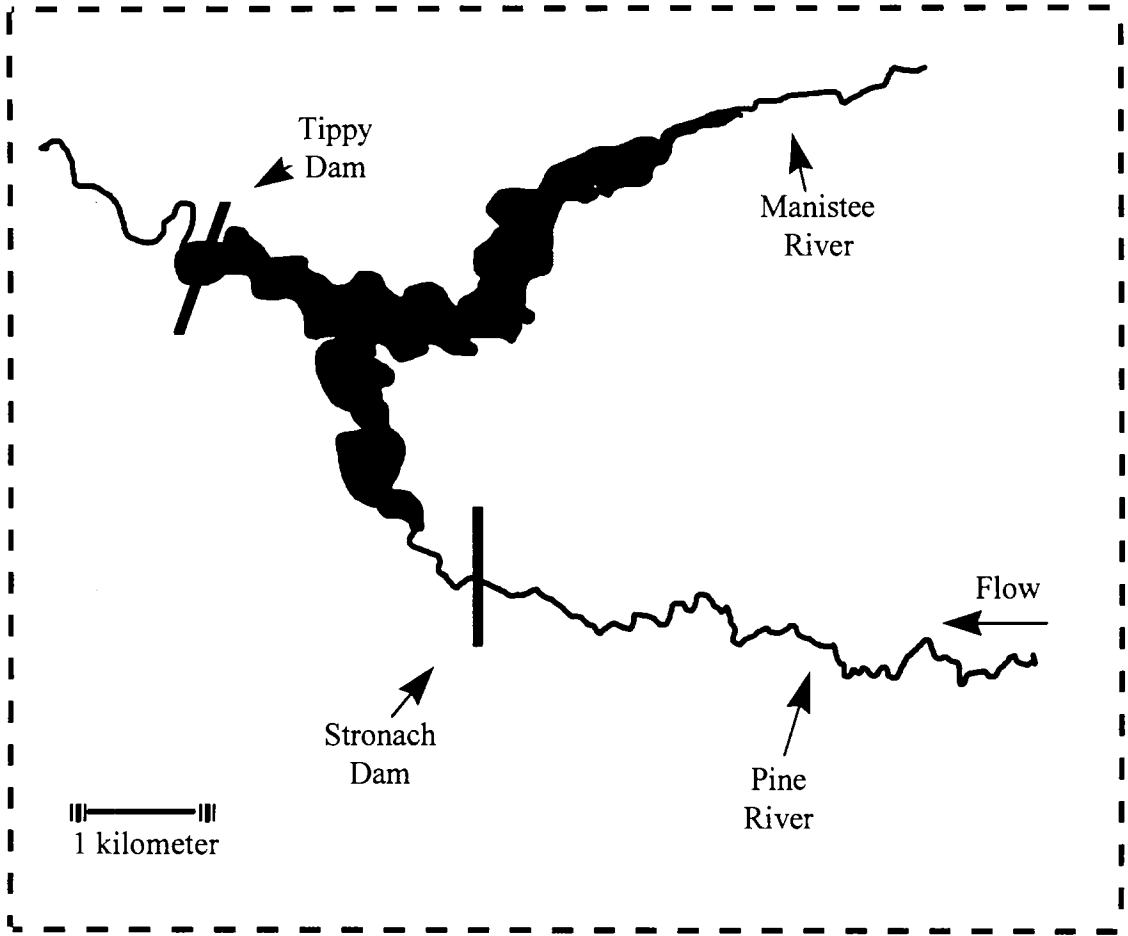 Tippy
Dam
Manistee
River
Flow
Stronach
Dam
Pine
River
1 kilometer